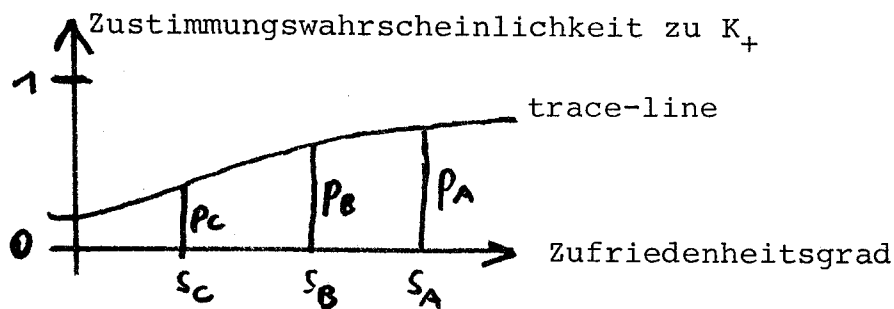 Zustimmungswahrscheinlichkeit zu K+
1
trace-line
pC pB pA
0
Zufriedenheitsgrad
sC sB sA